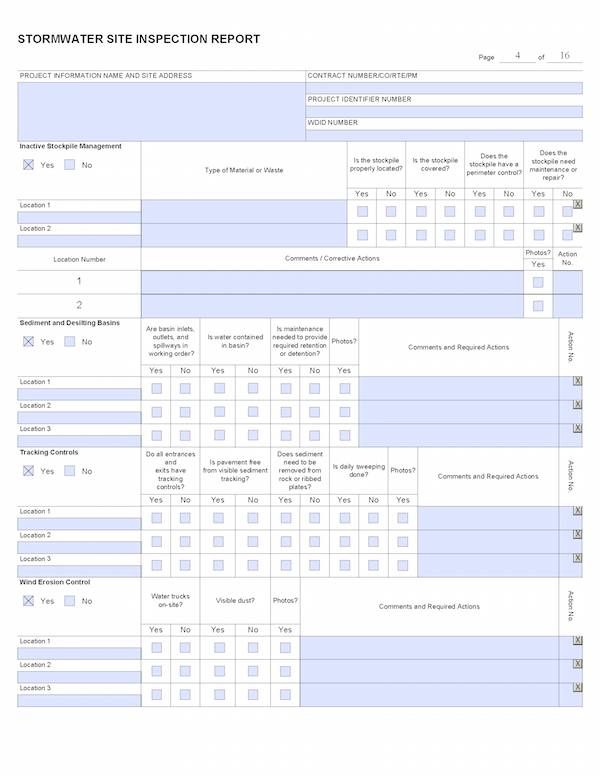 STORMWATER SITE INSPECTION REPORT
Page 4 of 16
PROJECT INFORMATION NAME AND SITE ADDRESS
CONTRACT NUMBER/CO/RTE/PM
PROJECT IDENTIFIER NUMBER
WDID NUMBER
Inactive Stockpile Management
Yes No
Type of Material or Waste
Is the stockpile
properly located?
Is the stockpile
covered?
Does the
stockpile have a
perimeter control?
Does the
stockpile need
maintenance or
repair?
Yes No Yes No Yes No Yes No
Location 1
X
Location 2
X
Location Number
Comments / Corrective Actions
Photos?
Yes
Action
No.
1
2
Sediment and Desilting Basins
Yes No
Are basin inlets,
outlets, and
spillways in
working order?
Is water contained
in basin?
Is maintenance
needed to provide
required retention
or detention?
Photos?
Comments and Required Actions
Action No.
Yes No Yes No Yes No Yes
Location 1
X
Location 2
X
Location 3
X
Tracking Controls
Yes No
Do all entrances
and
exits have
tracking
controls?
Is pavement free
from visible sediment
tracking?
Does sediment
need to be
removed from
rock or ribbed
plates?
Is daily sweeping
done?
Photos?
Comments and Required Actions
Action No.
Yes No Yes No Yes No Yes No Yes
Location 1
X
Location 2
X
Location 3
X
Wind Erosion Control
Yes No
Water trucks
on-site?
Visible dust?
Photos?
Comments and Required Actions
Action No.
Yes No Yes No Yes
Location 1
X
Location 2
X
Location 3
X